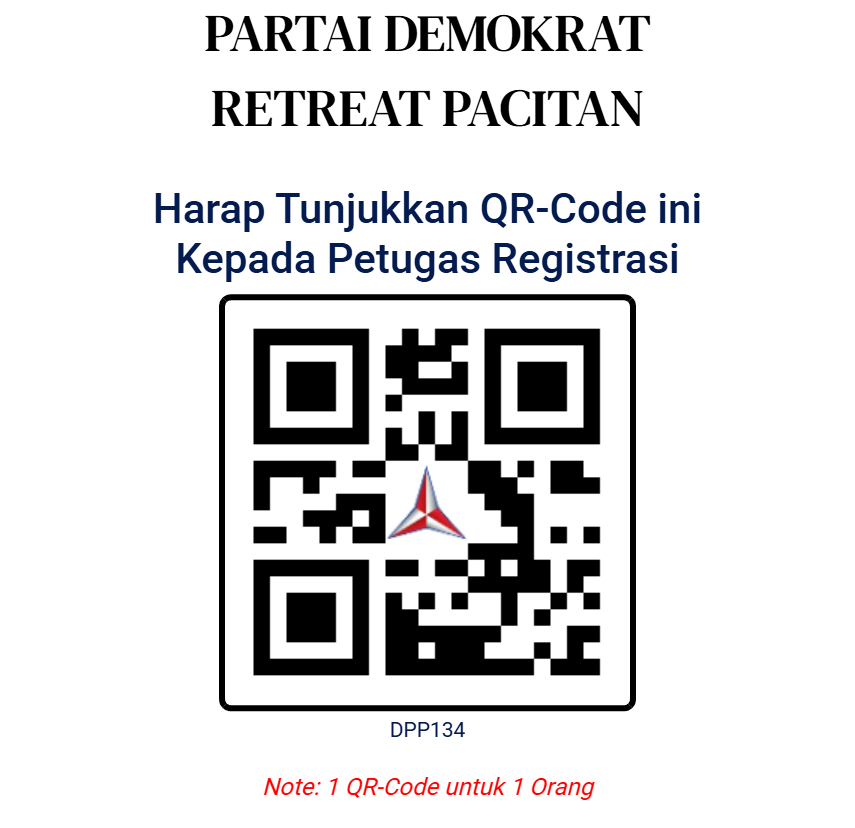 PARTAI DEMOKRAT
RETREAT PACITAN
Harap Tunjukkan QR-Code ini
Kepada Petugas Registrasi
DPP134
Note: 1 QR-Code untuk 1 Orang